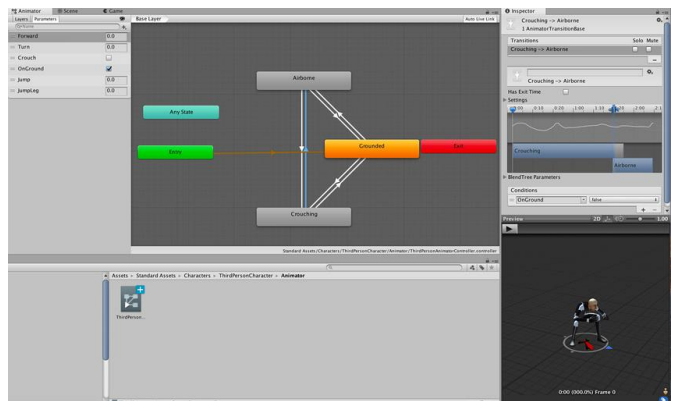 Animator
Scene
Game
Layers
Parameters
Base Layer
Auto Live Link
Name
Forward
0.0
Turn
0.0
Crouch
OnGround
Jump
0.0
JumpLeg
0.0
Airborne
Any State
Entry
Grounded
Exit
Crouching
Standard Assets/Characters/ThirdPersonCharacter/Animator/ThirdPersonAnimatorController.controller
Assets ▸ Standard Assets ▸ Characters ▸ ThirdPersonCharacter ▸ Animator
ThirdPerson...
Inspector
Crouching -> Airborne
1 AnimatorTransitionBase
Transitions
Solo Mute
Crouching -> Airborne
Crouching -> Airborne
Has Exit Time
Settings
Crouching
Airborne
BlendTree Parameters
Conditions
OnGround
false
Preview
2D
1.00
0:00 (000.0%) Frame 0